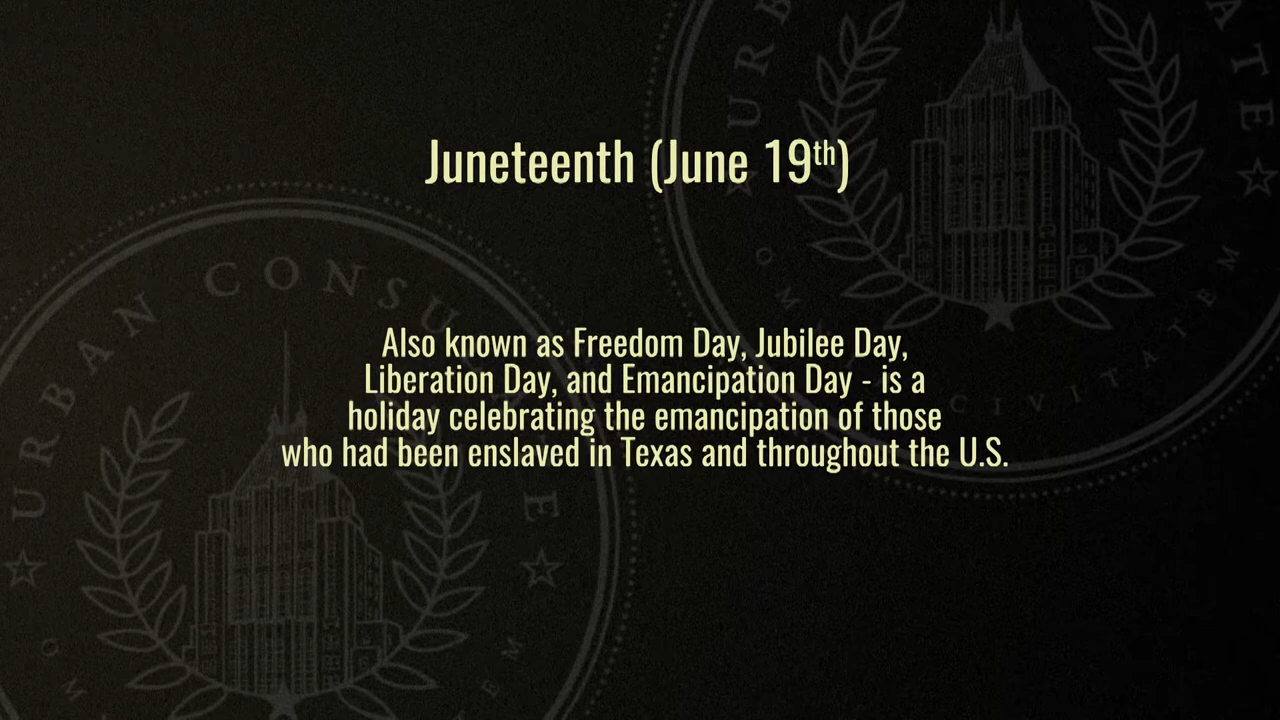 Juneteenth (June 19th)
Also known as Freedom Day, Jubilee Day,
Liberation Day, and Emancipation Day - is a
holiday celebrating the emancipation of those
who had been enslaved in Texas and throughout the U.S.
URBAN